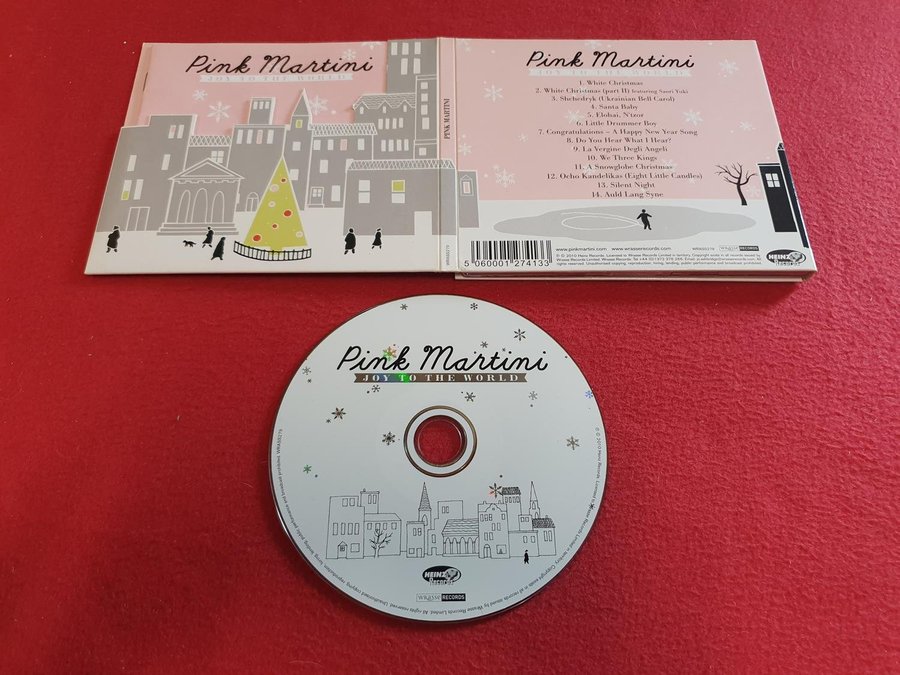 Pink Martini
JOY TO THE WORLD
PINK MARTINI
WRASS279
Pink Martini
JOY TO THE WORLD
1. White Christmas
2. White Christmas (part II) featuring Saori Yuki
3. Shchedryk (Ukrainian Bell Carol)
4. Santa Baby
5. Elohai, N'tzor
6. Little Drummer Boy
7. Congratulations – A Happy New Year Song
8. Do You Hear What I Hear?
9. La Vergine Degli Angeli
10. We Three Kings
11. A Snowglobe Christmas
12. Ocho Kandelikas (Eight Little Candles)
13. Silent Night
14. Auld Lang Syne
5 060001 274133
www.pinkmartini.com www.wrasserecords.com WRASS279 WRASSE RECORDS
HEINZ
RECORDS
Pink Martini
JOY TO THE WORLD
HEINZ
RECORDS
WRASSE RECORDS